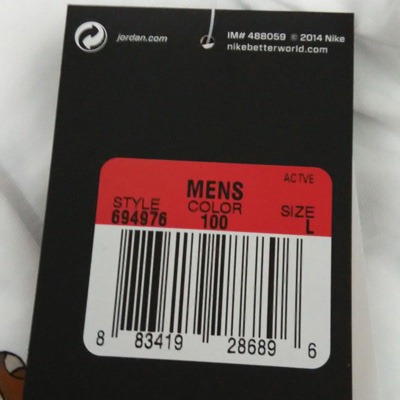 jordan.com
IM# 488059 © 2014 Nike
nikebetterworld.com
ACTVE
MENS
STYLE COLOR SIZE
694976 100 L
8 83419 28689 6